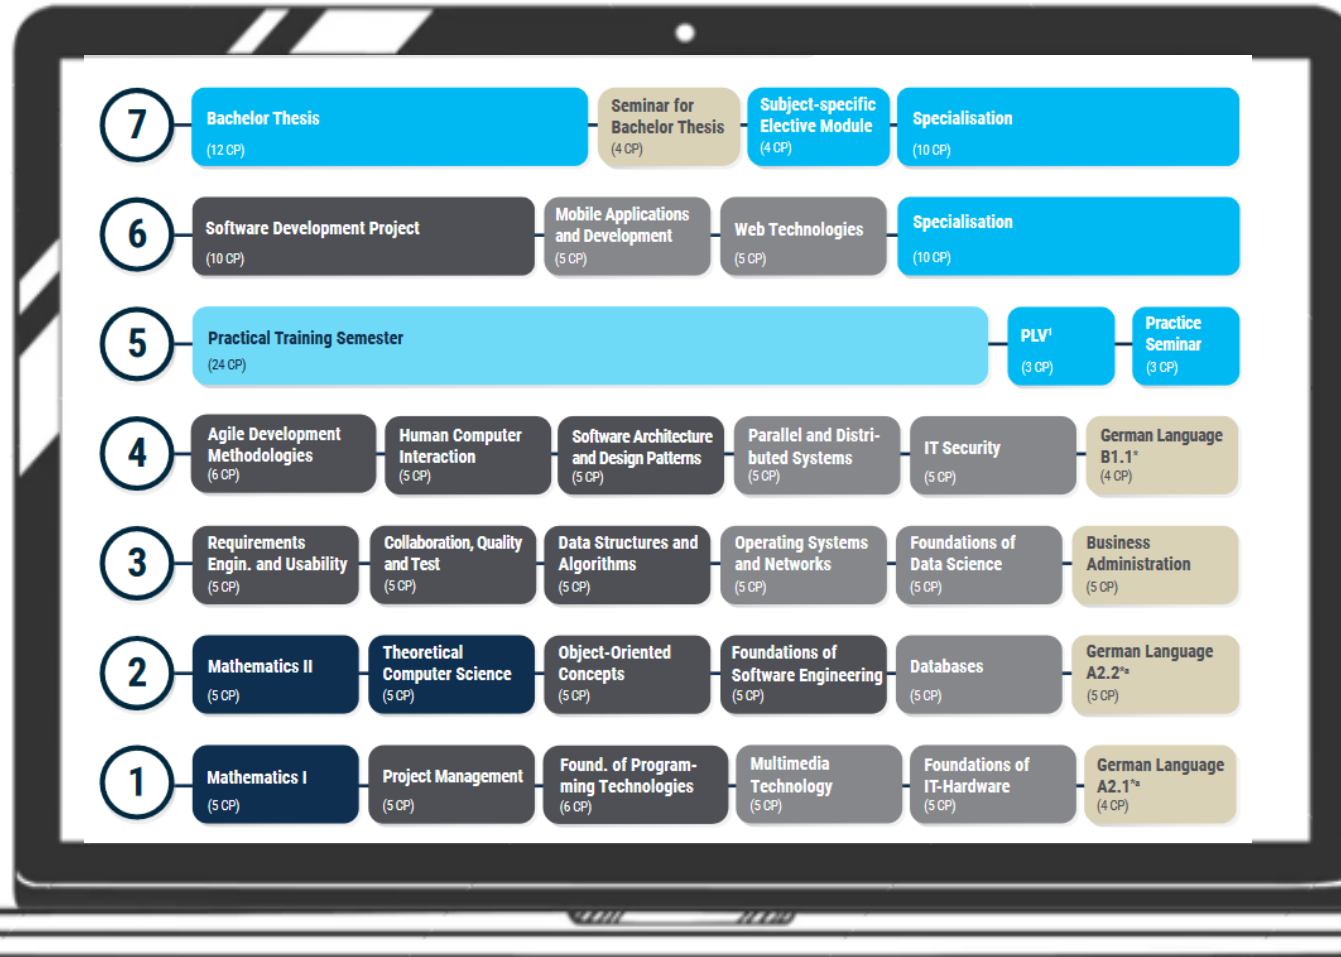 7
Bachelor Thesis
(12 CP)
Seminar for
Bachelor Thesis
(4 CP)
Subject-specific
Elective Module
(4 CP)
Specialisation
(10 CP)
6
Software Development Project
(10 CP)
Mobile Applications
and Development
(5 CP)
Web Technologies
(5 CP)
Specialisation
(10 CP)
5
Practical Training Semester
(24 CP)
PLV¹
(3 CP)
Practice
Seminar
(3 CP)
4
Agile Development
Methodologies
(6 CP)
Human Computer
Interaction
(5 CP)
Software Architecture
and Design Patterns
(5 CP)
Parallel and Distri-
buted Systems
(5 CP)
IT Security
(5 CP)
German Language
B1.1*
(4 CP)
3
Requirements
Engin. and Usability
(5 CP)
Collaboration, Quality
and Test
(5 CP)
Data Structures and
Algorithms
(5 CP)
Operating Systems
and Networks
(5 CP)
Foundations of
Data Science
(5 CP)
Business
Administration
(5 CP)
2
Mathematics II
(5 CP)
Theoretical
Computer Science
(5 CP)
Object-Oriented
Concepts
(5 CP)
Foundations of
Software Engineering
(5 CP)
Databases
(5 CP)
German Language
A2.2*ᵃ
(5 CP)
1
Mathematics I
(5 CP)
Project Management
(5 CP)
Found. of Program-
ming Technologies
(6 CP)
Multimedia
Technology
(5 CP)
Foundations of
IT-Hardware
(5 CP)
German Language
A2.1*ᵃ
(4 CP)